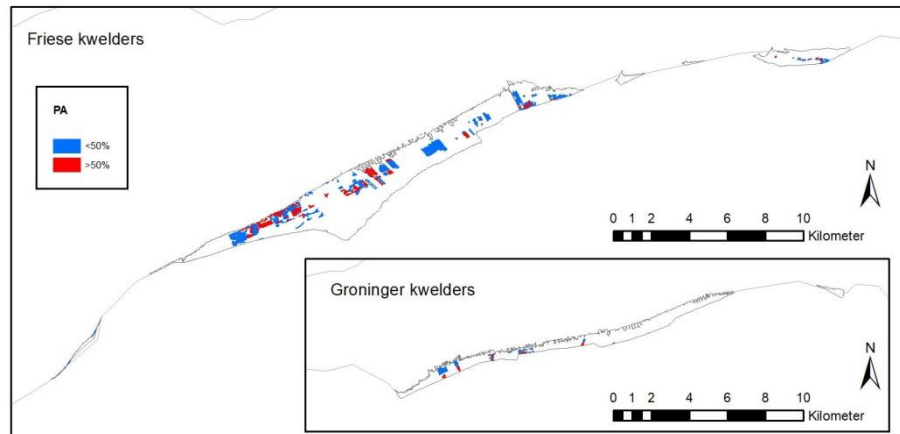 Friese kwelders
PA
<50%
>50%
N
0 1 2 4 6 8 10
Kilometer
Groninger kwelders
N
0 1 2 4 6 8 10
Kilometer